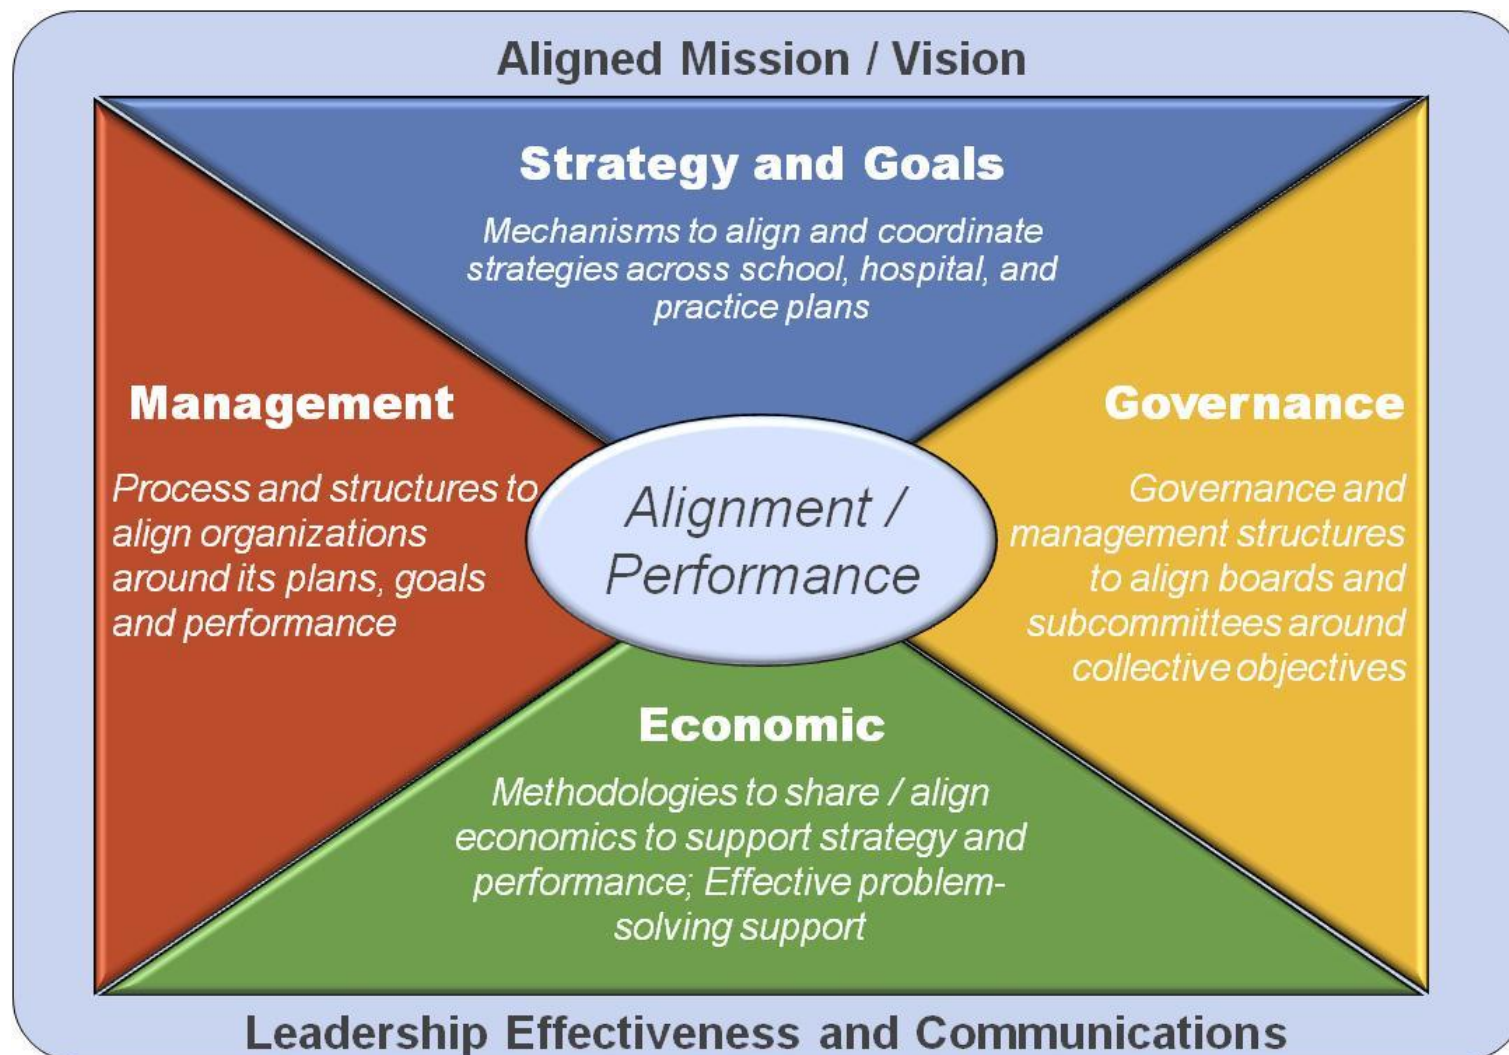 Aligned Mission / Vision
Strategy and Goals
Mechanisms to align and coordinate
strategies across school, hospital, and
practice plans
Management
Process and structures to
align organizations
around its plans, goals
and performance
Alignment /
Performance
Governance
Governance and
management structures
to align boards and
subcommittees around
collective objectives
Economic
Methodologies to share / align
economics to support strategy and
performance; Effective problem-
solving support
Leadership Effectiveness and Communications